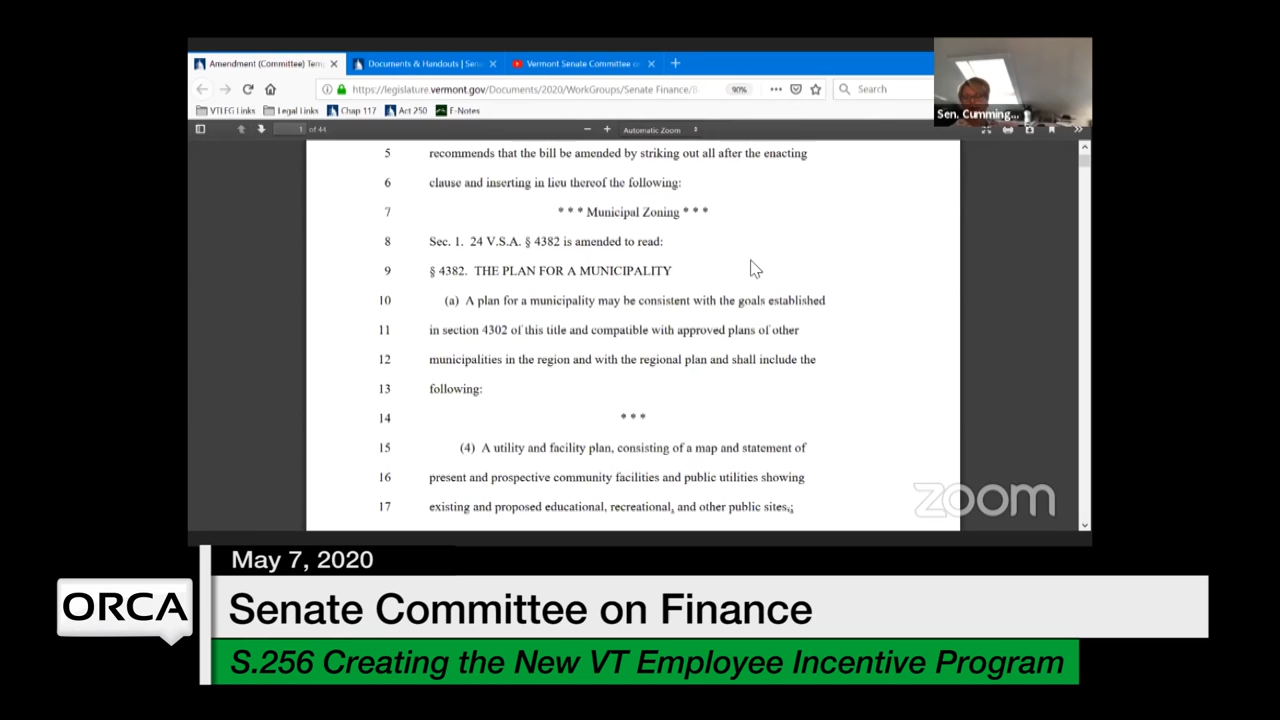 Amendment (Committee) Tem
Documents & Handouts | Sen
Vermont Senate Committee o
https://legislature.vermont.gov/Documents/2020/WorkGroups/Senate Finance/B
90%
Search
Sen. Cumming...
VTLEG Links
Legal Links
Chap 117
Act 250
E-Notes
1 of 44
Automatic Zoom
5 recommends that the bill be amended by striking out all after the enacting
6 clause and inserting in lieu thereof the following:
7 * * * Municipal Zoning * * *
8 Sec. 1. 24 V.S.A. § 4382 is amended to read:
9 § 4382. THE PLAN FOR A MUNICIPALITY
10 (a) A plan for a municipality may be consistent with the goals established
11 in section 4302 of this title and compatible with approved plans of other
12 municipalities in the region and with the regional plan and shall include the
13 following:
14 * * *
15 (4) A utility and facility plan, consisting of a map and statement of
16 present and prospective community facilities and public utilities showing
17 existing and proposed educational, recreational, and other public sites,;
zoom
May 7, 2020
ORCA
Senate Committee on Finance
S.256 Creating the New VT Employee Incentive Program